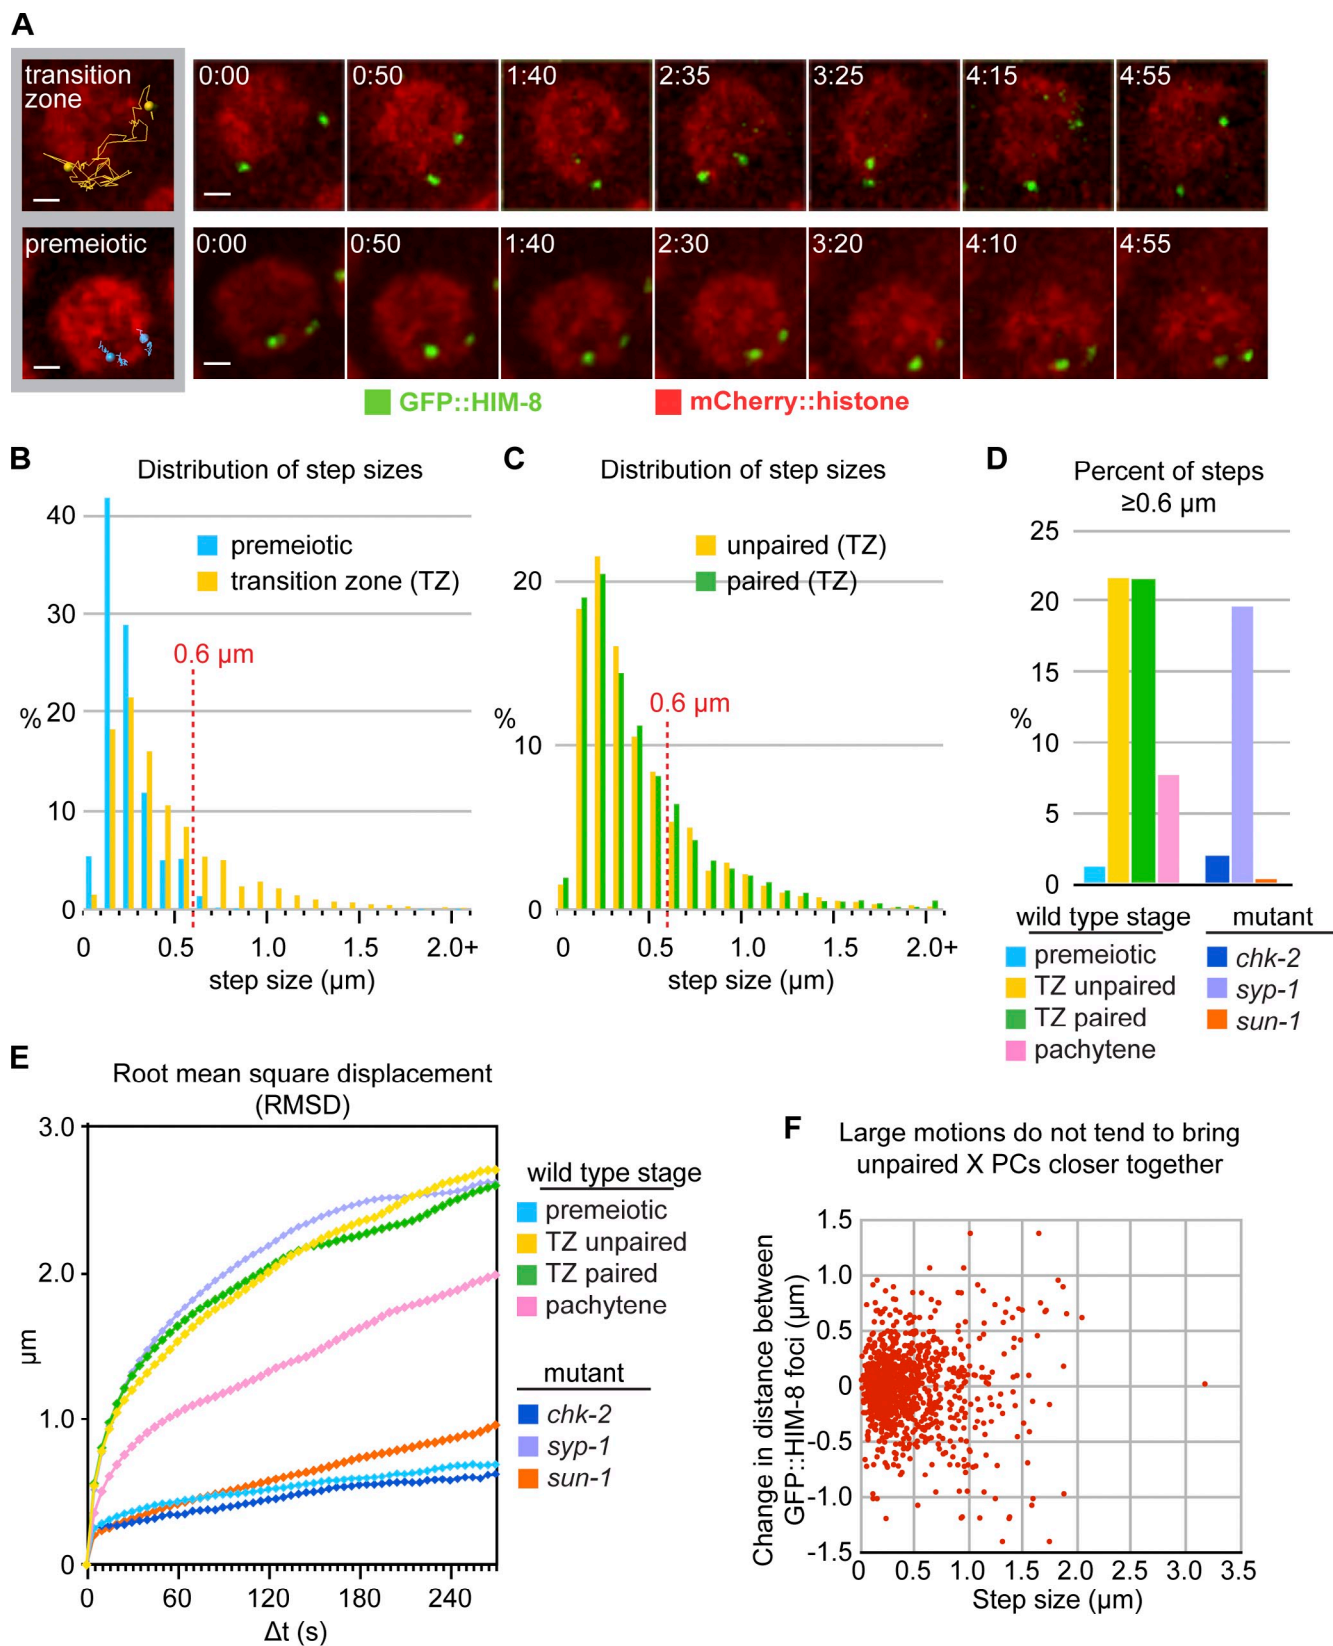 A
transition
zone
0:00
0:50
1:40
2:35
3:25
4:15
4:55
premeiotic
0:00
0:50
1:40
2:30
3:20
4:10
4:55
GFP::HIM-8
mCherry::histone
B
Distribution of step sizes
40
30
20
10
0
%
premeiotic
transition zone (TZ)
0.6 μm
0
0.5
1.0
1.5
2.0+
step size (μm)
C
Distribution of step sizes
20
10
0
%
unpaired (TZ)
paired (TZ)
0.6 μm
0
0.5
1.0
1.5
2.0+
step size (μm)
D
Percent of steps
≥0.6 μm
25
20
15
10
5
0
%
wild type stage
premeiotic
TZ unpaired
TZ paired
pachytene
mutant
chk-2
syp-1
sun-1
E
Root mean square displacement
(RMSD)
3.0
2.0
1.0
0
μm
0
60
120
180
240
Δt (s)
wild type stage
premeiotic
TZ unpaired
TZ paired
pachytene
mutant
chk-2
syp-1
sun-1
F
Large motions do not tend to bring
unpaired X PCs closer together
Change in distance between
GFP::HIM-8 foci (μm)
1.5
1.0
0.5
0
-0.5
-1.0
-1.5
0
0.5
1.0
1.5
2.0
2.5
3.0
3.5
Step size (μm)